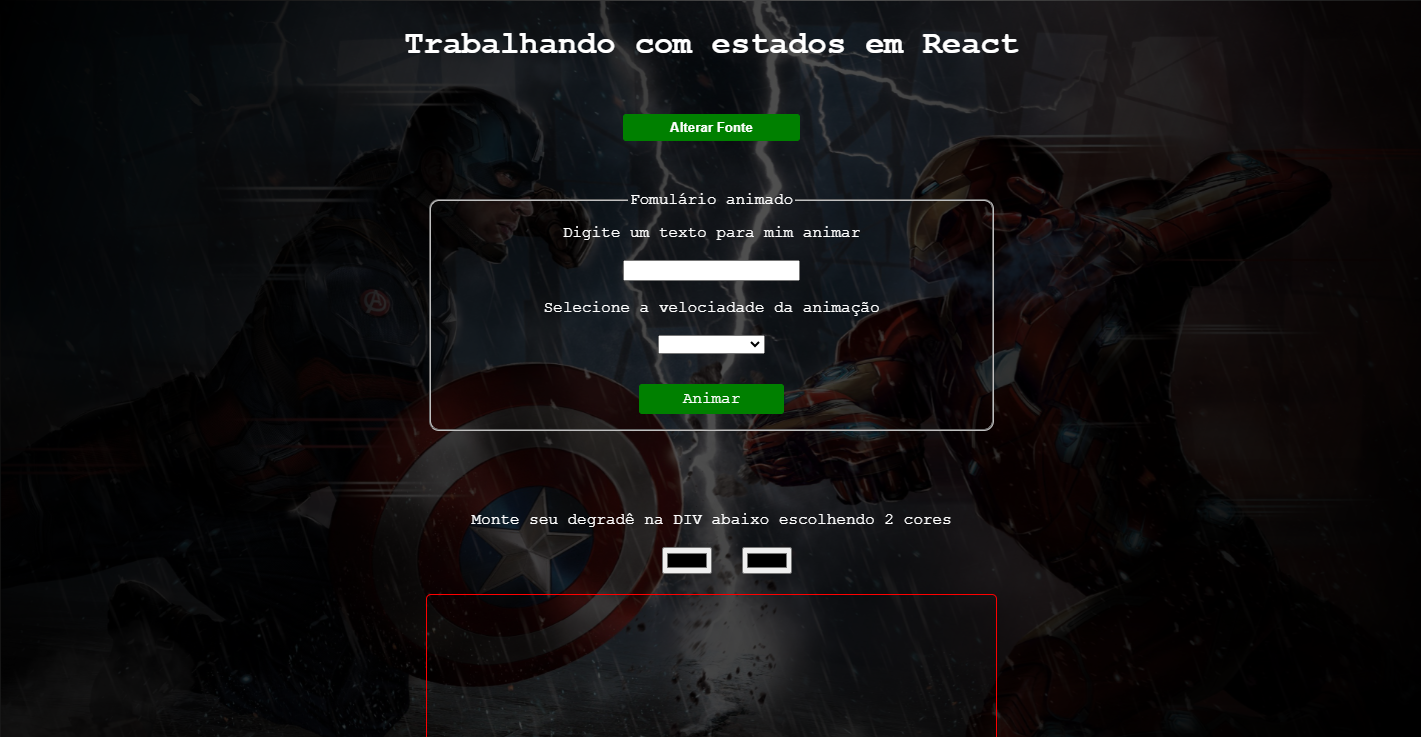 Trabalhando com estados em React
Alterar Fonte
Fomulário animado
Digite um texto para mim animar
Selecione a velociadade da animação
Animar
Monte seu degradê na DIV abaixo escolhendo 2 cores